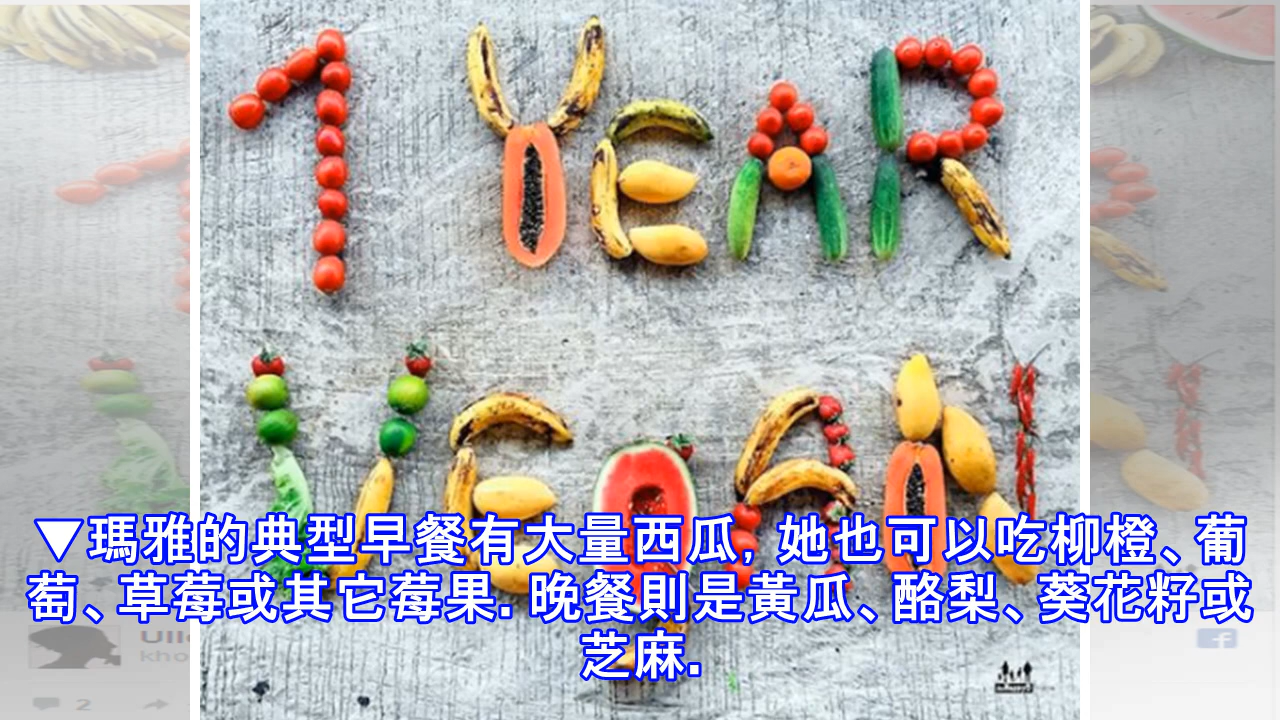 1 YEAR
VEGAN
▼瑪雅的典型早餐有大量西瓜, 她也可以吃柳橙、葡
萄、草莓或其它莓果. 晚餐則是黃瓜、酪梨、葵花籽或
芝麻.
2